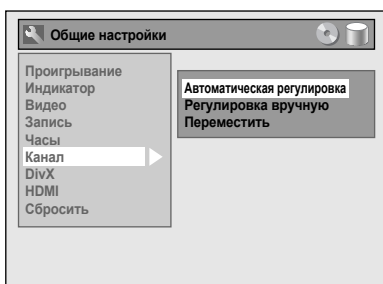 Общие настройки
Проигрывание
Индикатор
Видео
Запись
Часы
Канал
DivX
HDMI
Сбросить
Автоматическая регулировка
Регулировка вручную
Переместить